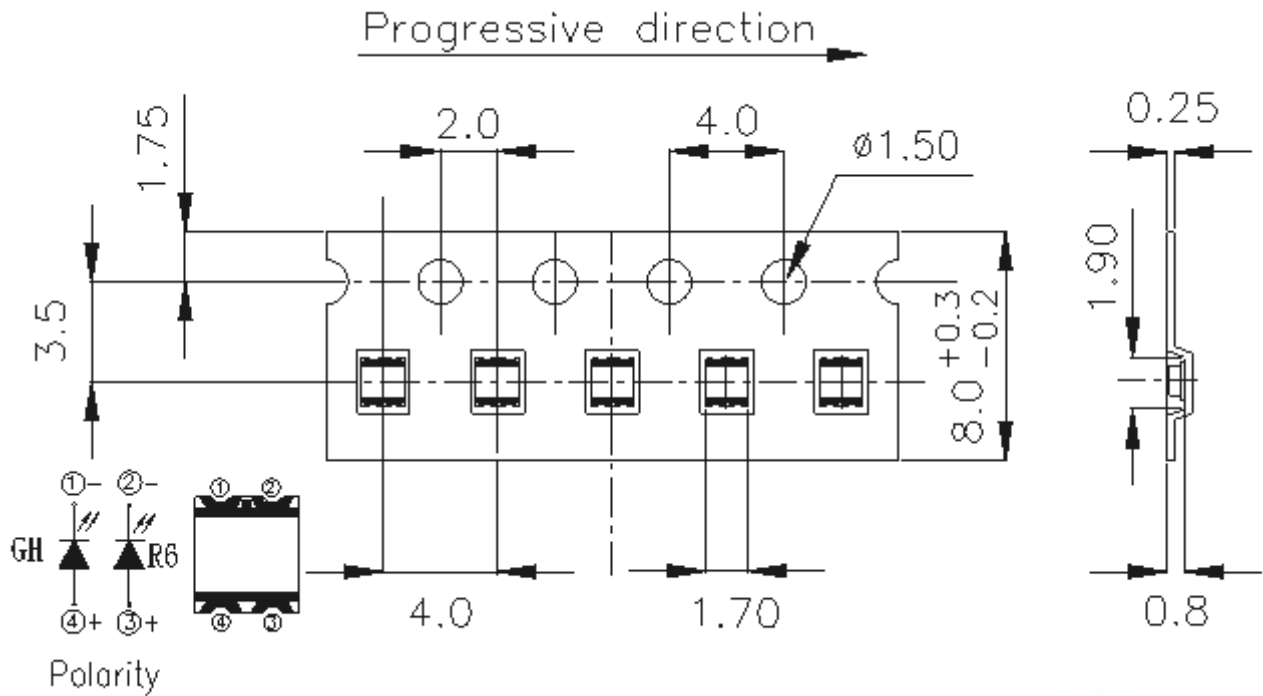 Progressive direction
1.75
2.0
4.0
ø1.50
0.25
3.5
8.0 +0.3 -0.2
1.90
①- ②-
① ②
GH
R6
④+ ③+
④ ③
4.0
1.70
0.8
Polarity